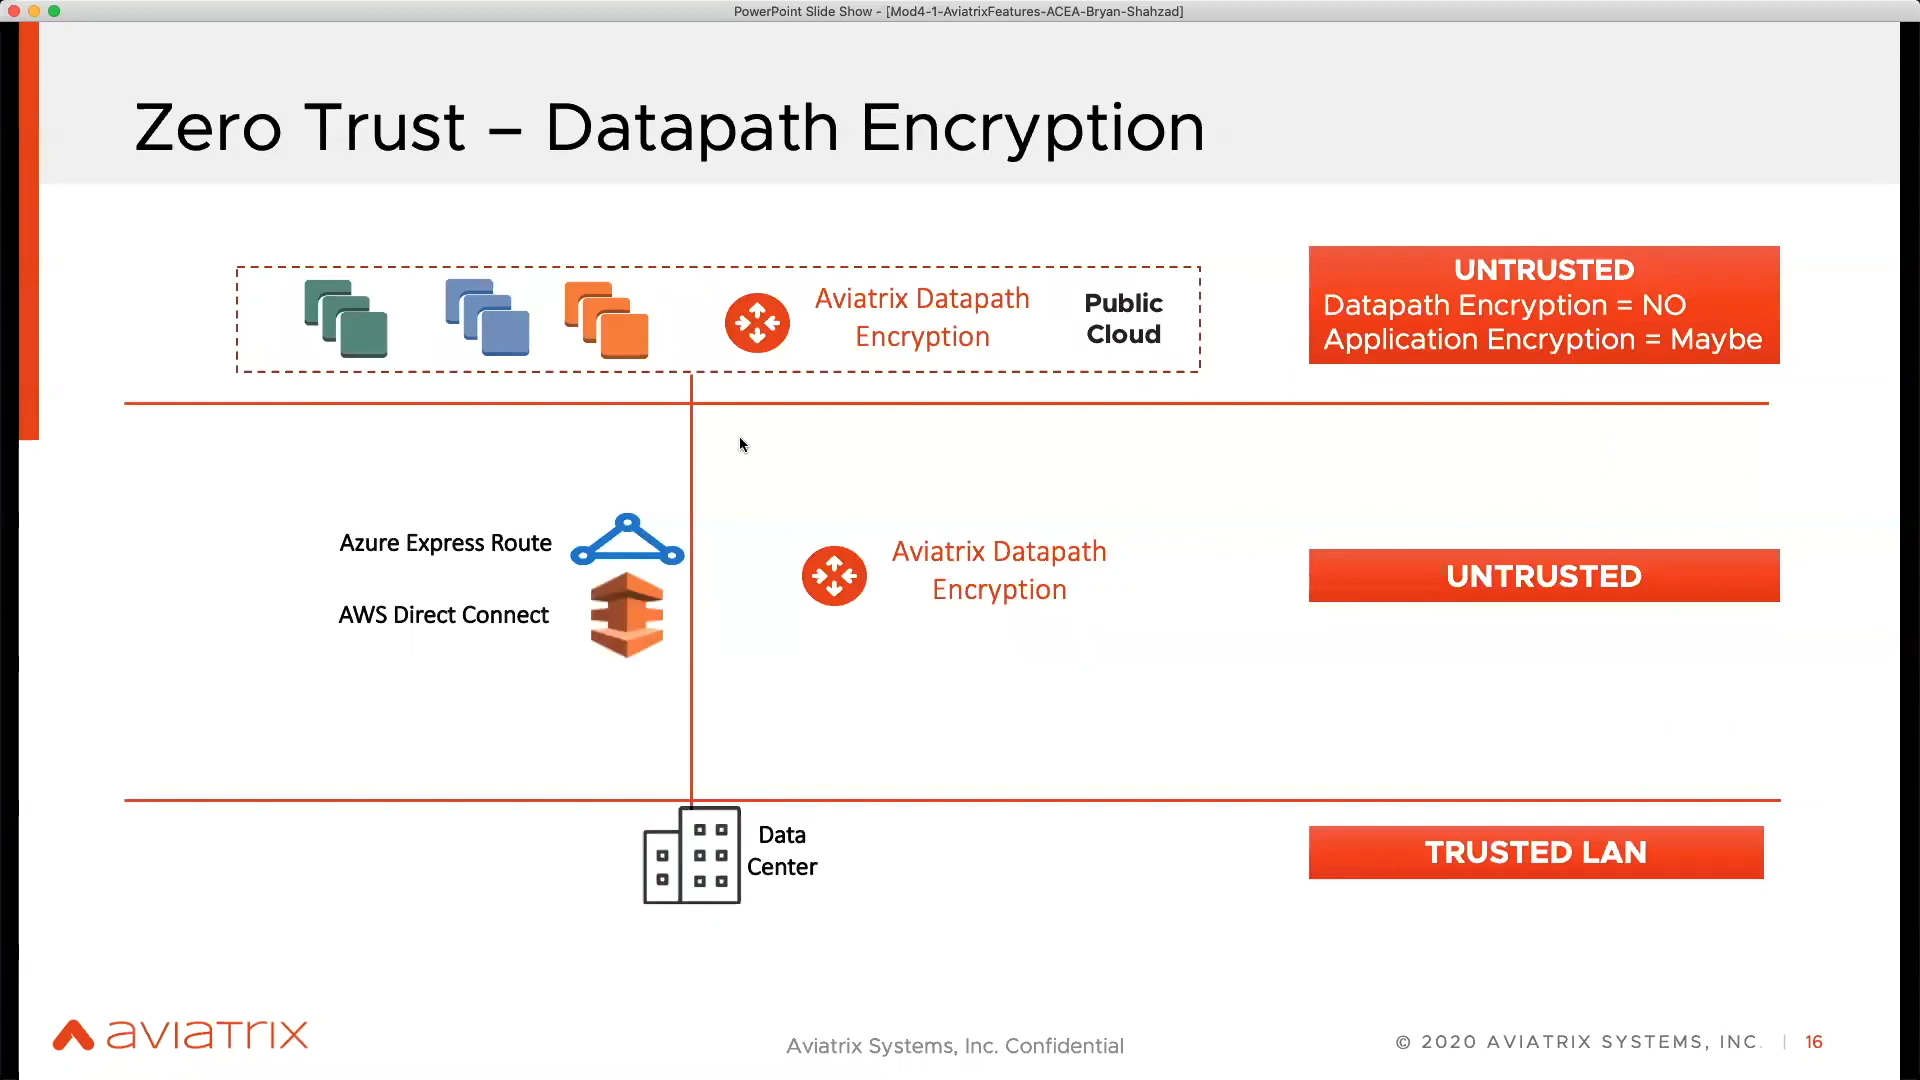 PowerPoint Slide Show - [Mod4-1-AviatrixFeatures-ACEA-Bryan-Shahzad]
Zero Trust – Datapath Encryption
Aviatrix Datapath
Encryption
Public
Cloud
UNTRUSTED
Datapath Encryption = NO
Application Encryption = Maybe
Azure Express Route
AWS Direct Connect
Aviatrix Datapath
Encryption
UNTRUSTED
Data
Center
TRUSTED LAN
aviatrix
Aviatrix Systems, Inc. Confidential
© 2020 AVIATRIX SYSTEMS, INC. | 16